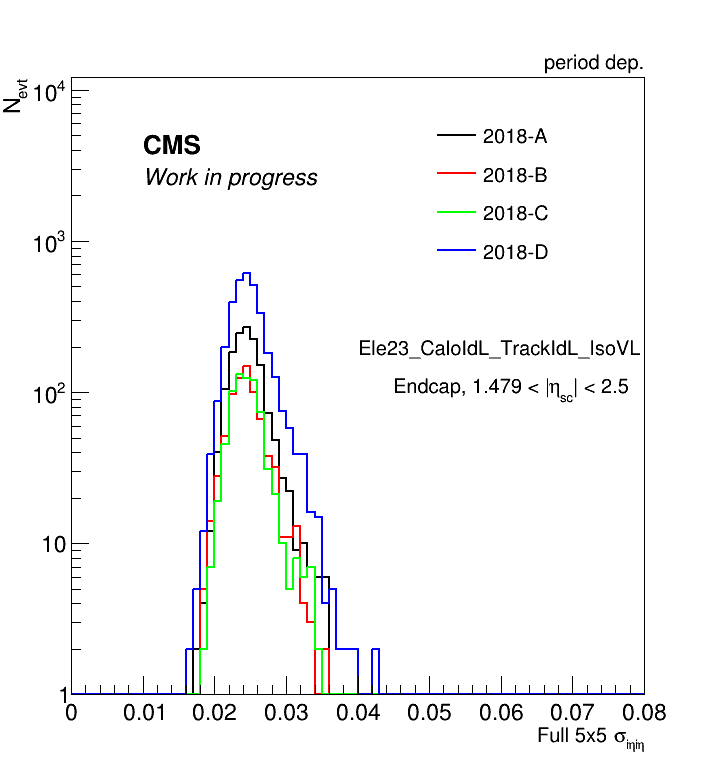 period dep.
N_evt
10^4
10^3
10^2
10
1
CMS
Work in progress
2018-A
2018-B
2018-C
2018-D
Ele23_CaloIdL_TrackIdL_IsoVL
Endcap, 1.479 < |η_sc| < 2.5
0 0.01 0.02 0.03 0.04 0.05 0.06 0.07 0.08
Full 5x5 σ_iηiη